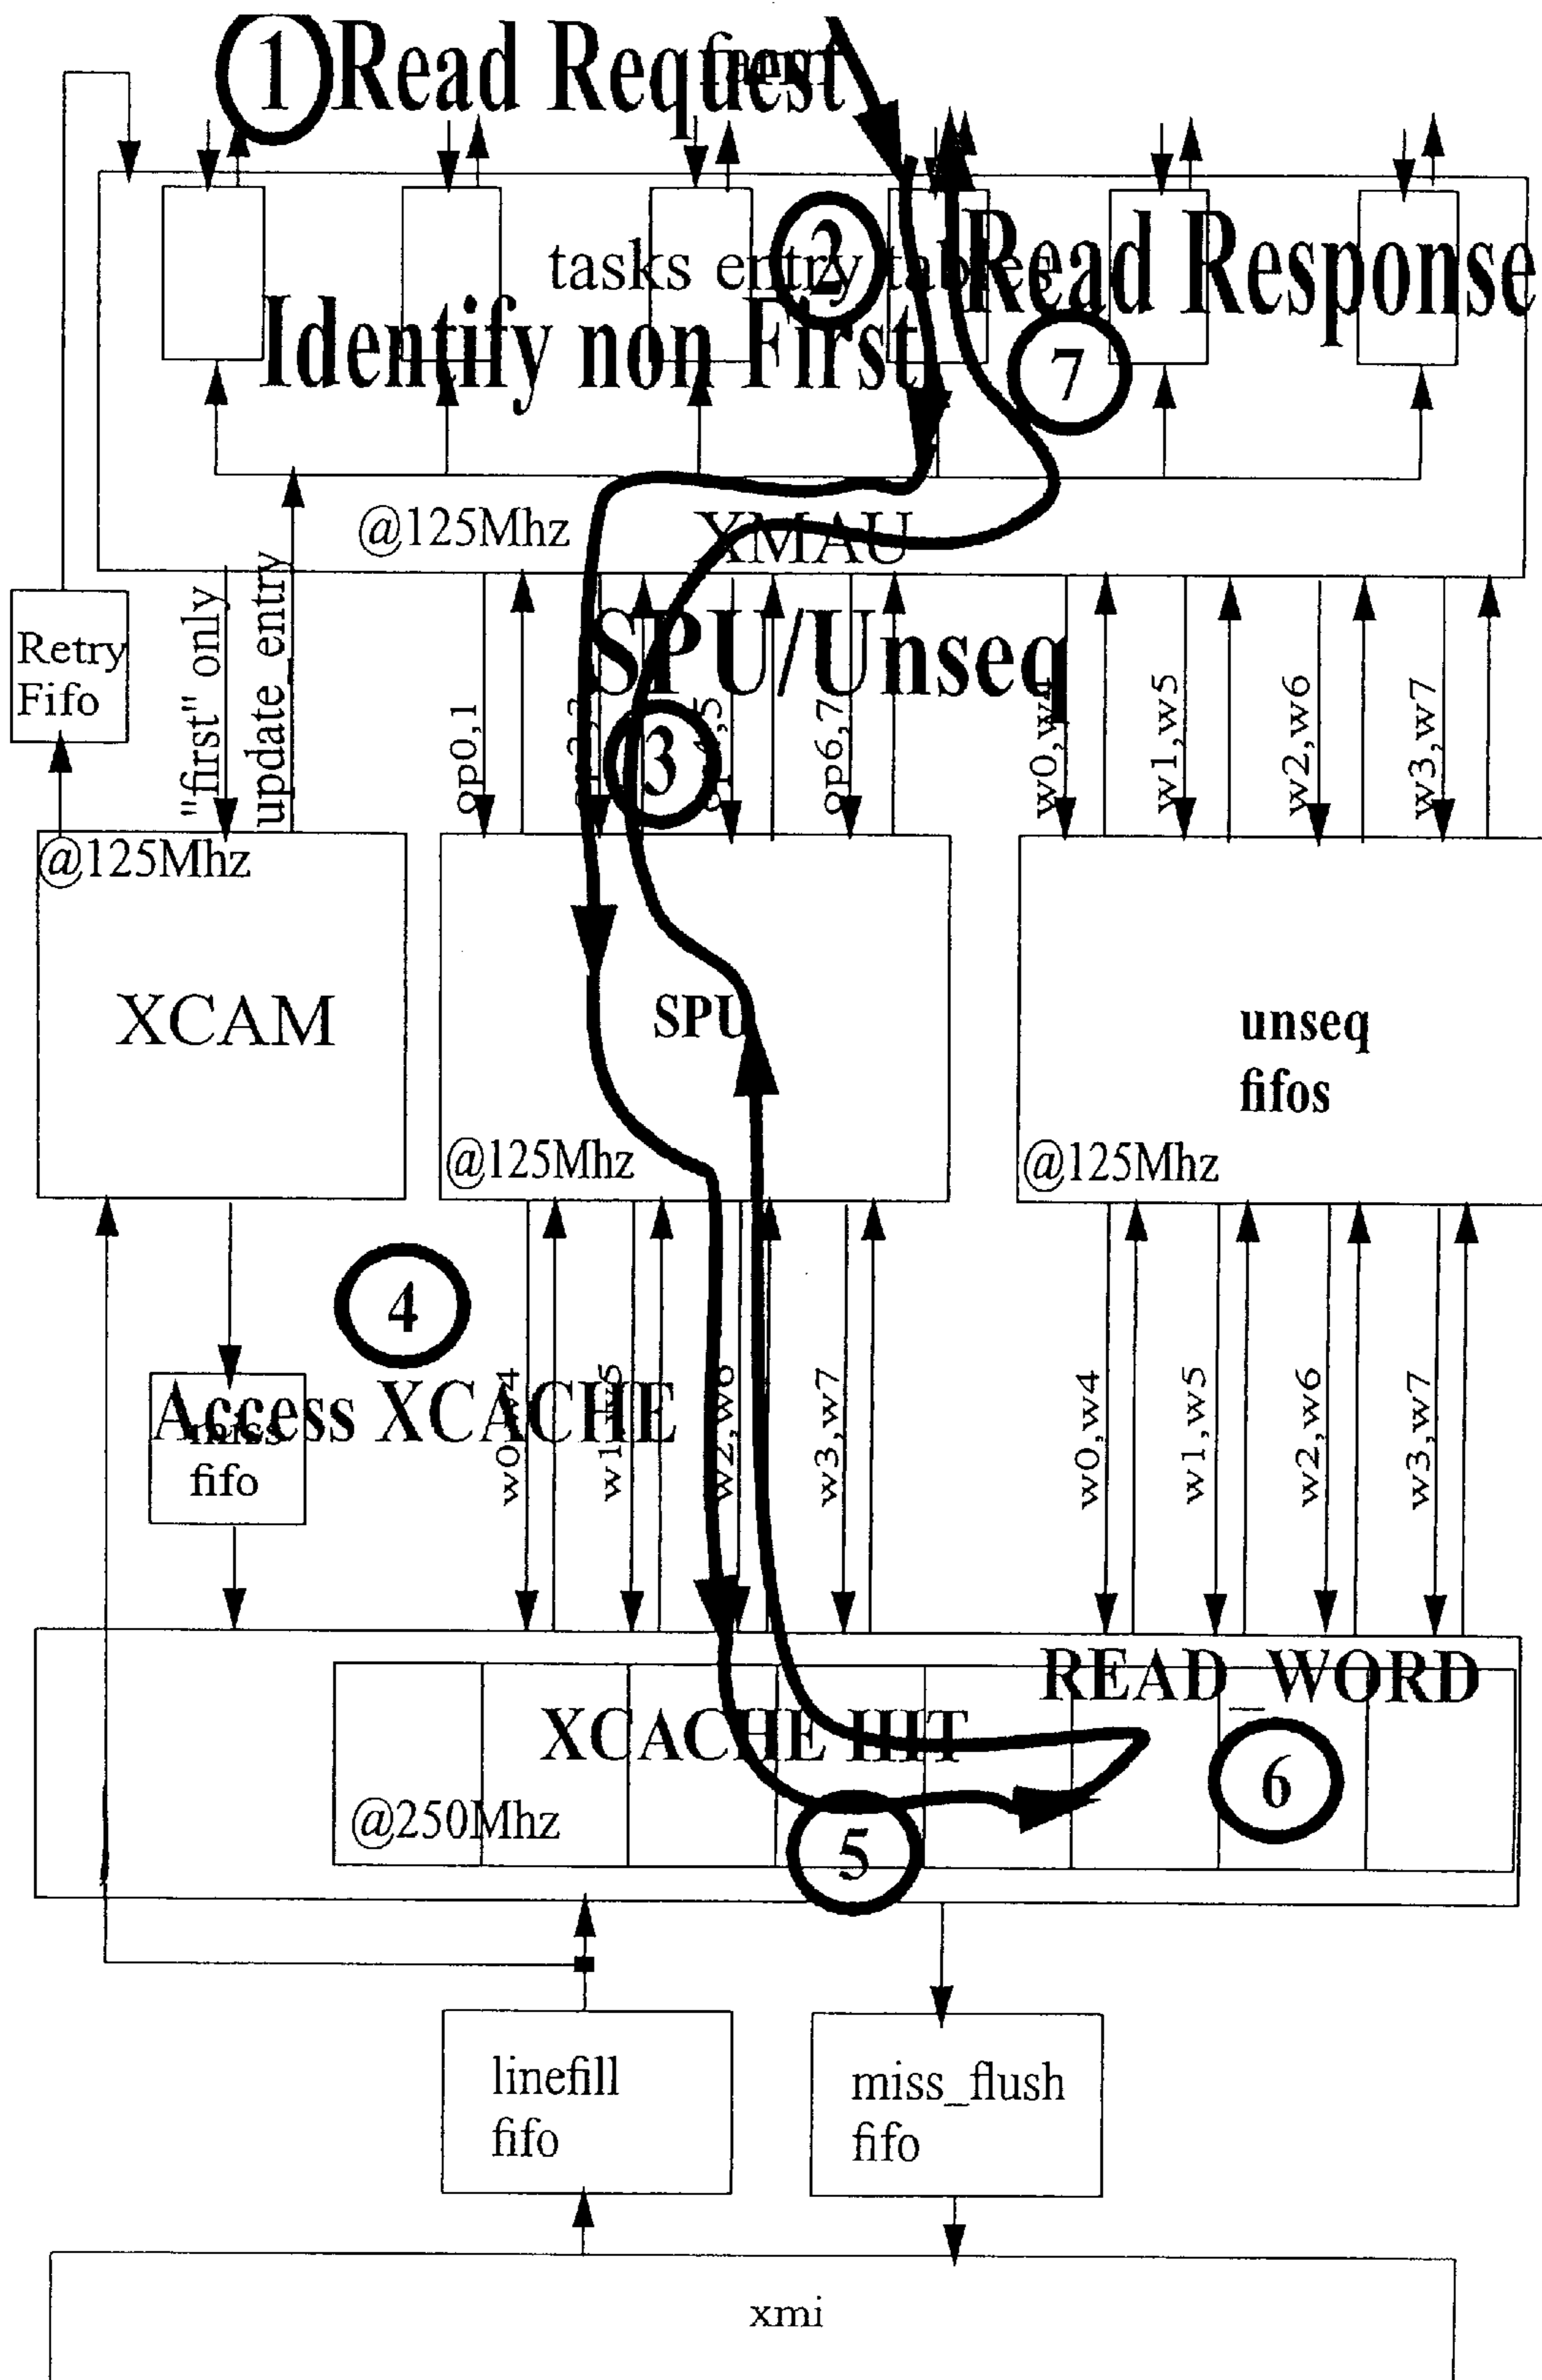 1 Read Request
2
tasks entry tables
Read Response
Identify non First
7
@125Mhz
XMAU
Retry
Fifo
"first" only
update_entry
SPU/Unseq
op0,1
3
op6,7
w0,w4
w1,w5
w2,w6
w3,w7
@125Mhz
XCAM
SPU
@125Mhz
unseq
fifos
@125Mhz
4
Access XCACHE
miss
fifo
w0,w4
w1,w5
w2,w6
w3,w7
w0,w4
w1,w5
w2,w6
w3,w7
READ_WORD
XCACHE HIT
6
@250Mhz
5
linefill
fifo
miss_flush
fifo
xmi